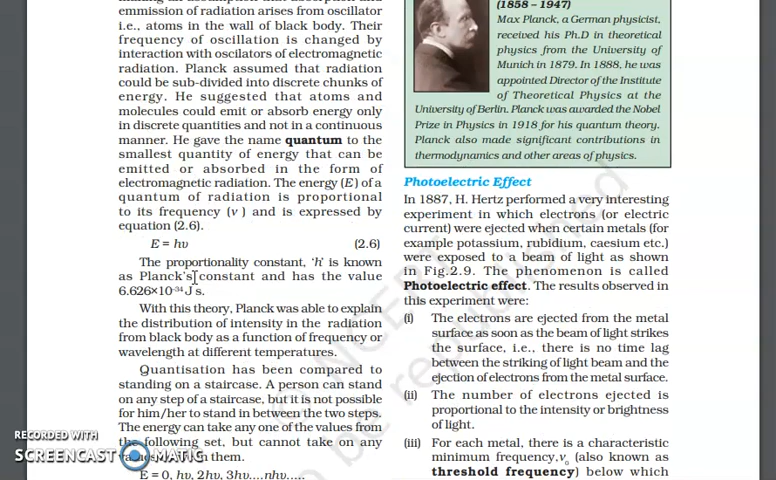 emmission of radiation arises from oscillator
i.e., atoms in the wall of black body. Their
frequency of oscillation is changed by
interaction with oscilators of electromagnetic
radiation. Planck assumed that radiation
could be sub-divided into discrete chunks of
energy. He suggested that atoms and
molecules could emit or absorb energy only
in discrete quantities and not in a continuous
manner. He gave the name quantum to the
smallest quantity of energy that can be
emitted or absorbed in the form of
electromagnetic radiation. The energy (E) of a
quantum of radiation is proportional
to its frequency (ν) and is expressed by
equation (2.6).
E = hυ (2.6)
The proportionality constant, ‘h’ is known
as Planck’s constant and has the value
6.626×10⁻³⁴ J s.
With this theory, Planck was able to explain
the distribution of intensity in the radiation
from black body as a function of frequency or
wavelength at different temperatures.
Quantisation has been compared to
standing on a staircase. A person can stand
on any step of a staircase, but it is not possible
for him/her to stand in between the two steps.
The energy can take any one of the values from
the following set, but cannot take on any
them.
E = 0, hυ, 2hυ, 3hυ....nhυ.....
(1858 – 1947)
Max Planck, a German physicist,
received his Ph.D in theoretical
physics from the University of
Munich in 1879. In 1888, he was
appointed Director of the Institute
of Theoretical Physics at the
University of Berlin. Planck was awarded the Nobel
Prize in Physics in 1918 for his quantum theory.
Planck also made significant contributions in
thermodynamics and other areas of physics.
Photoelectric Effect
In 1887, H. Hertz performed a very interesting
experiment in which electrons (or electric
current) were ejected when certain metals (for
example potassium, rubidium, caesium etc.)
were exposed to a beam of light as shown
in Fig.2.9. The phenomenon is called
Photoelectric effect. The results observed in
this experiment were:
(i) The electrons are ejected from the metal
surface as soon as the beam of light strikes
the surface, i.e., there is no time lag
between the striking of light beam and the
ejection of electrons from the metal surface.
(ii) The number of electrons ejected is
proportional to the intensity or brightness
of light.
(iii) For each metal, there is a characteristic
minimum frequency,ν₀ (also known as
threshold frequency) below which
RECORDED WITH
SCREENCAST MATIC
© NCERT
be republished